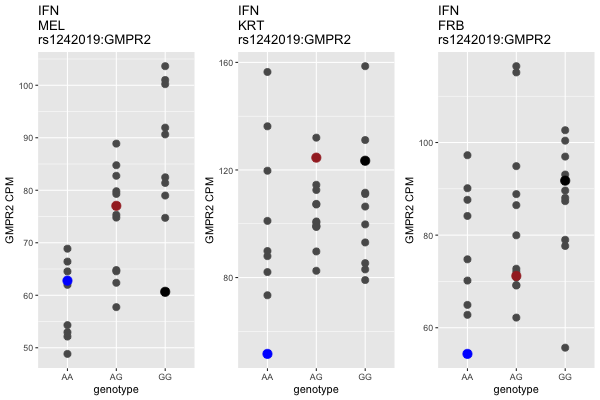 IFN
MEL
rs1242019:GMPR2
GMPR2 CPM
100
90
80
70
60
50
AA
AG
GG
genotype
IFN
KRT
rs1242019:GMPR2
GMPR2 CPM
160
120
80
AA
AG
GG
genotype
IFN
FRB
rs1242019:GMPR2
GMPR2 CPM
100
80
60
AA
AG
GG
genotype